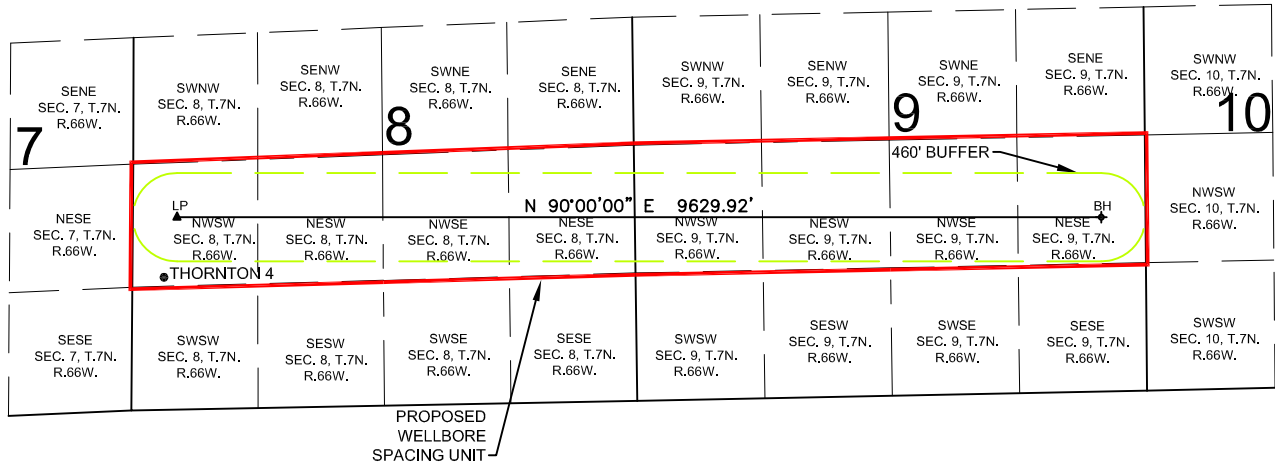 SENE
SEC. 7, T.7N.
R.66W.
SWNW
SEC. 8, T.7N.
R.66W.
SENW
SEC. 8, T.7N.
R.66W.
SWNE
SEC. 8, T.7N.
R.66W.
SENE
SEC. 8, T.7N.
R.66W.
SWNW
SEC. 9, T.7N.
R.66W.
SENW
SEC. 9, T.7N.
R.66W.
SWNE
SEC. 9, T.7N.
R.66W.
SENE
SEC. 9, T.7N.
R.66W.
SWNW
SEC. 10, T.7N.
R.66W.
7
8
9
10
460' BUFFER
LP
N 90°00'00" E 9629.92'
BH
NESE
SEC. 7, T.7N.
R.66W.
NWSW
SEC. 8, T.7N.
R.66W.
NESW
SEC. 8, T.7N.
R.66W.
NWSE
SEC. 8, T.7N.
R.66W.
NESE
SEC. 8, T.7N.
R.66W.
NWSW
SEC. 9, T.7N.
R.66W.
NESW
SEC. 9, T.7N.
R.66W.
NWSE
SEC. 9, T.7N.
R.66W.
NESE
SEC. 9, T.7N.
R.66W.
NWSW
SEC. 10, T.7N.
R.66W.
THORNTON 4
SESE
SEC. 7, T.7N.
R.66W.
SWSW
SEC. 8, T.7N.
R.66W.
SESW
SEC. 8, T.7N.
R.66W.
SWSE
SEC. 8, T.7N.
R.66W.
SESE
SEC. 8, T.7N.
R.66W.
SWSW
SEC. 9, T.7N.
R.66W.
SESW
SEC. 9, T.7N.
R.66W.
SWSE
SEC. 9, T.7N.
R.66W.
SESE
SEC. 9, T.7N.
R.66W.
SWSW
SEC. 10, T.7N.
R.66W.
PROPOSED
WELLBORE
SPACING UNIT